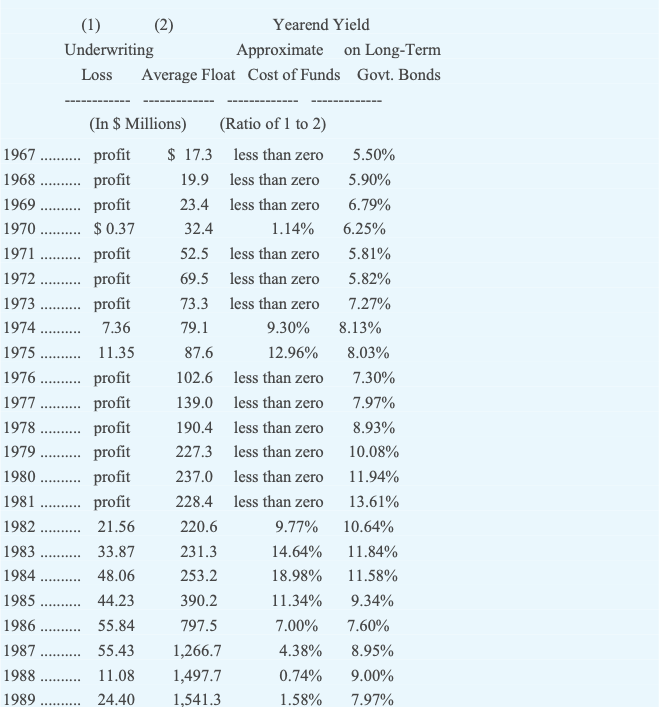 (1) (2) Yearend Yield
Underwriting Approximate on Long-Term
Loss Average Float Cost of Funds Govt. Bonds
------------ ------------- ------------- -------------
(In $ Millions) (Ratio of 1 to 2)
1967 .......... profit $ 17.3 less than zero 5.50%
1968 .......... profit 19.9 less than zero 5.90%
1969 .......... profit 23.4 less than zero 6.79%
1970 .......... $ 0.37 32.4 1.14% 6.25%
1971 .......... profit 52.5 less than zero 5.81%
1972 .......... profit 69.5 less than zero 5.82%
1973 .......... profit 73.3 less than zero 7.27%
1974 .......... 7.36 79.1 9.30% 8.13%
1975 .......... 11.35 87.6 12.96% 8.03%
1976 .......... profit 102.6 less than zero 7.30%
1977 .......... profit 139.0 less than zero 7.97%
1978 .......... profit 190.4 less than zero 8.93%
1979 .......... profit 227.3 less than zero 10.08%
1980 .......... profit 237.0 less than zero 11.94%
1981 .......... profit 228.4 less than zero 13.61%
1982 .......... 21.56 220.6 9.77% 10.64%
1983 .......... 33.87 231.3 14.64% 11.84%
1984 .......... 48.06 253.2 18.98% 11.58%
1985 .......... 44.23 390.2 11.34% 9.34%
1986 .......... 55.84 797.5 7.00% 7.60%
1987 .......... 55.43 1,266.7 4.38% 8.95%
1988 .......... 11.08 1,497.7 0.74% 9.00%
1989 .......... 24.40 1,541.3 1.58% 7.97%